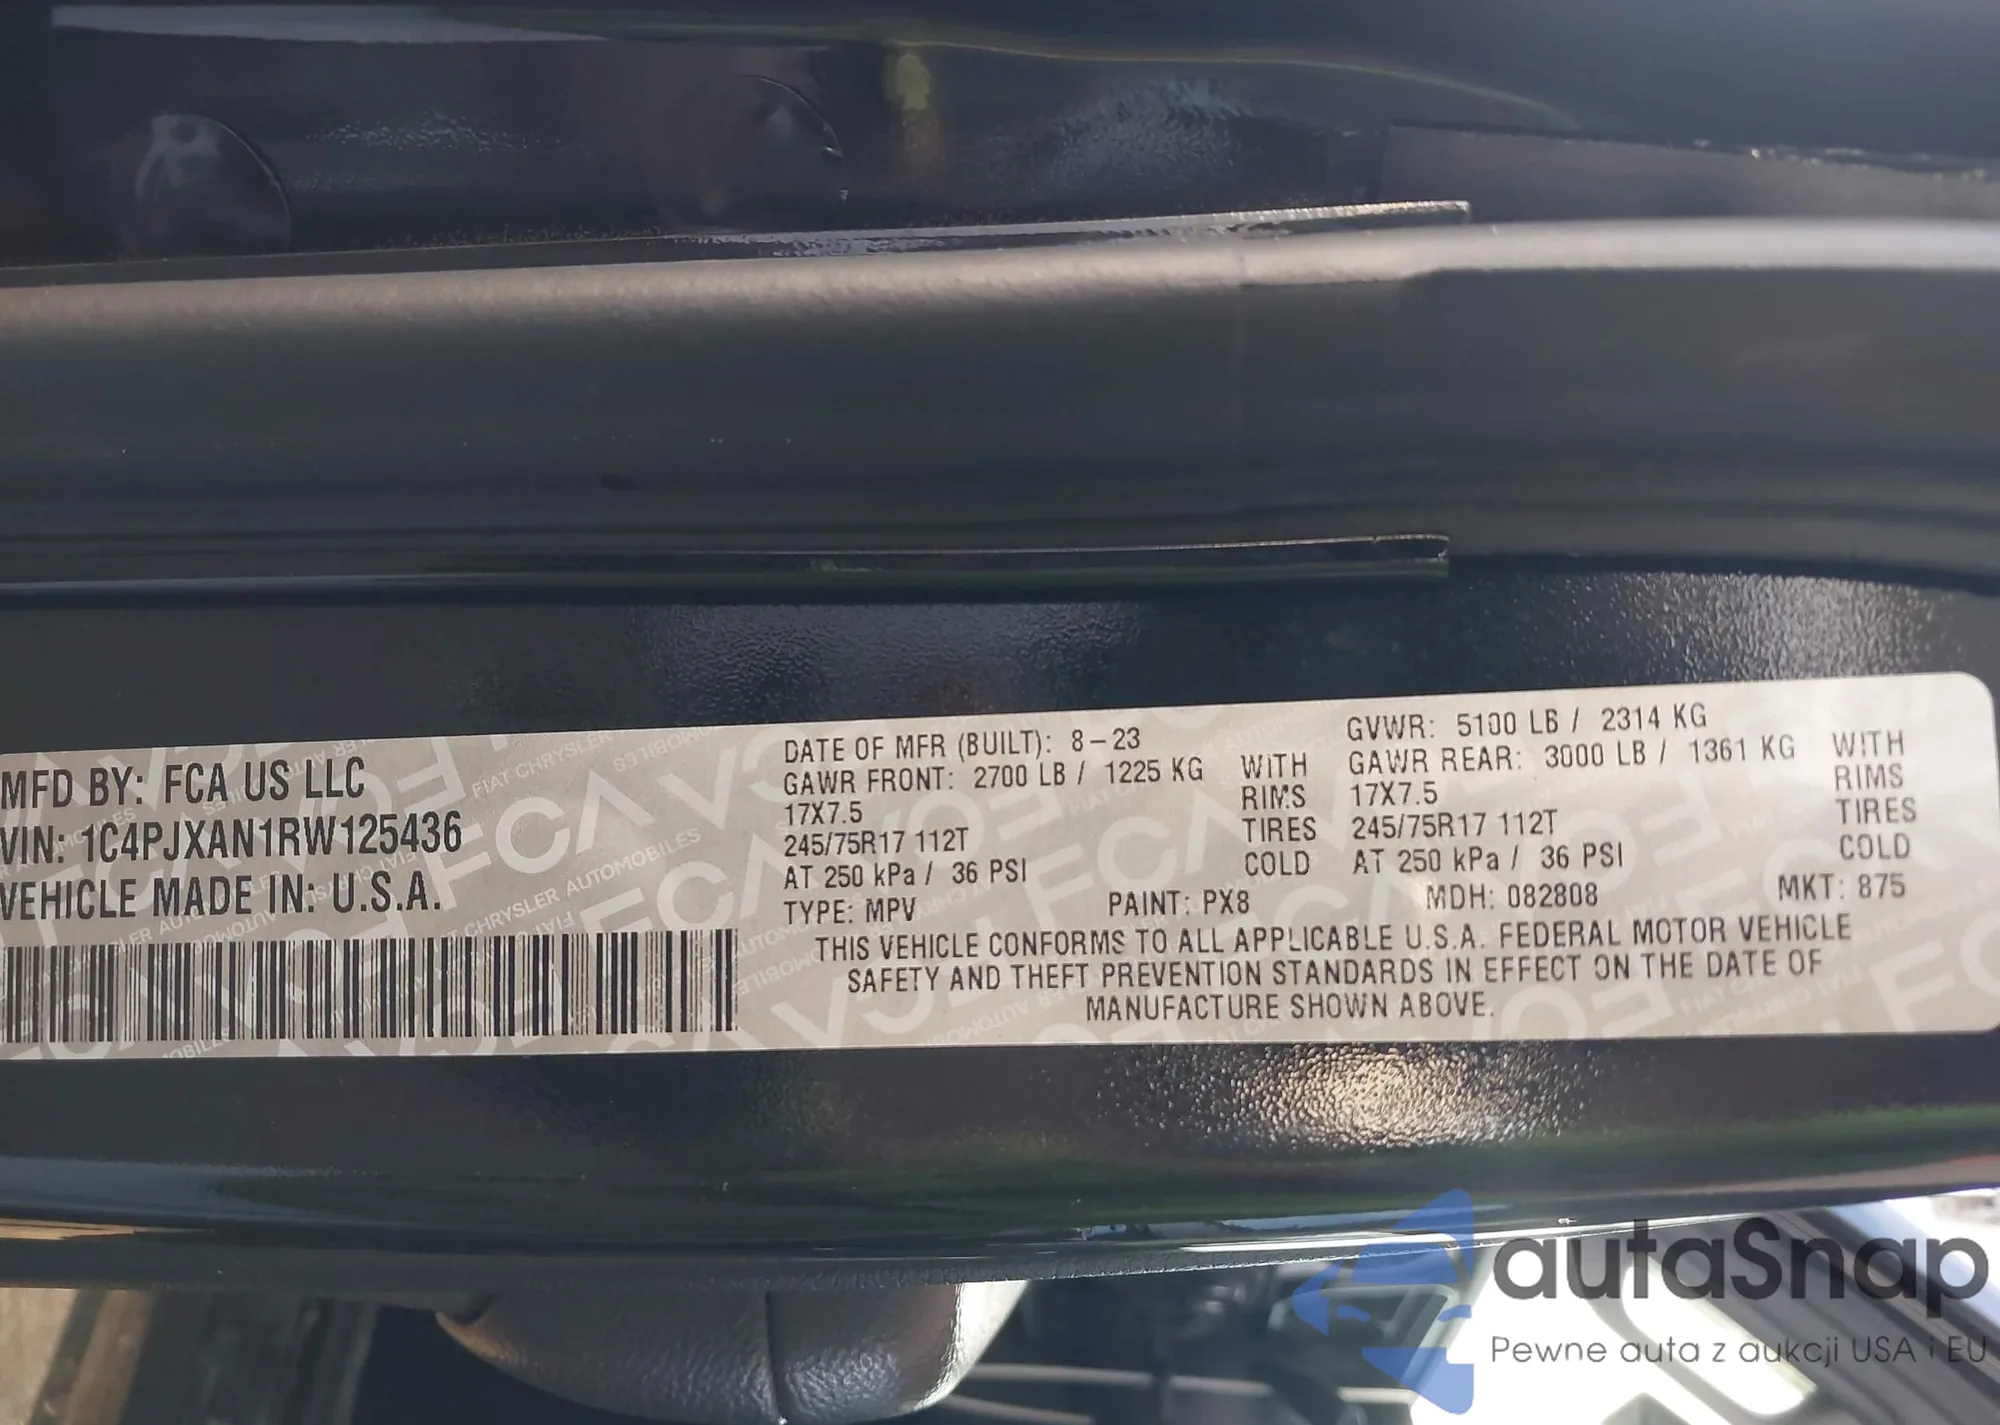 MFD BY: FCA US LLC
VIN: 1C4PJXAN1RW125436
VEHICLE MADE IN: U.S.A.
DATE OF MFR (BUILT): 8-23
GVWR: 5100 LB / 2314 KG
GAWR FRONT: 2700 LB / 1225 KG WITH
GAWR REAR: 3000 LB / 1361 KG WITH
17X7.5 RIMS
17X7.5 RIMS
245/75R17 112T TIRES
245/75R17 112T TIRES
AT 250 kPa / 36 PSI COLD
AT 250 kPa / 36 PSI COLD
TYPE: MPV PAINT: PX8 MDH: 082808 MKT: 875
THIS VEHICLE CONFORMS TO ALL APPLICABLE U.S.A. FEDERAL MOTOR VEHICLE
SAFETY AND THEFT PREVENTION STANDARDS IN EFFECT ON THE DATE OF
MANUFACTURE SHOWN ABOVE.
autaSnap
Pewne auta z aukcji USA i EU